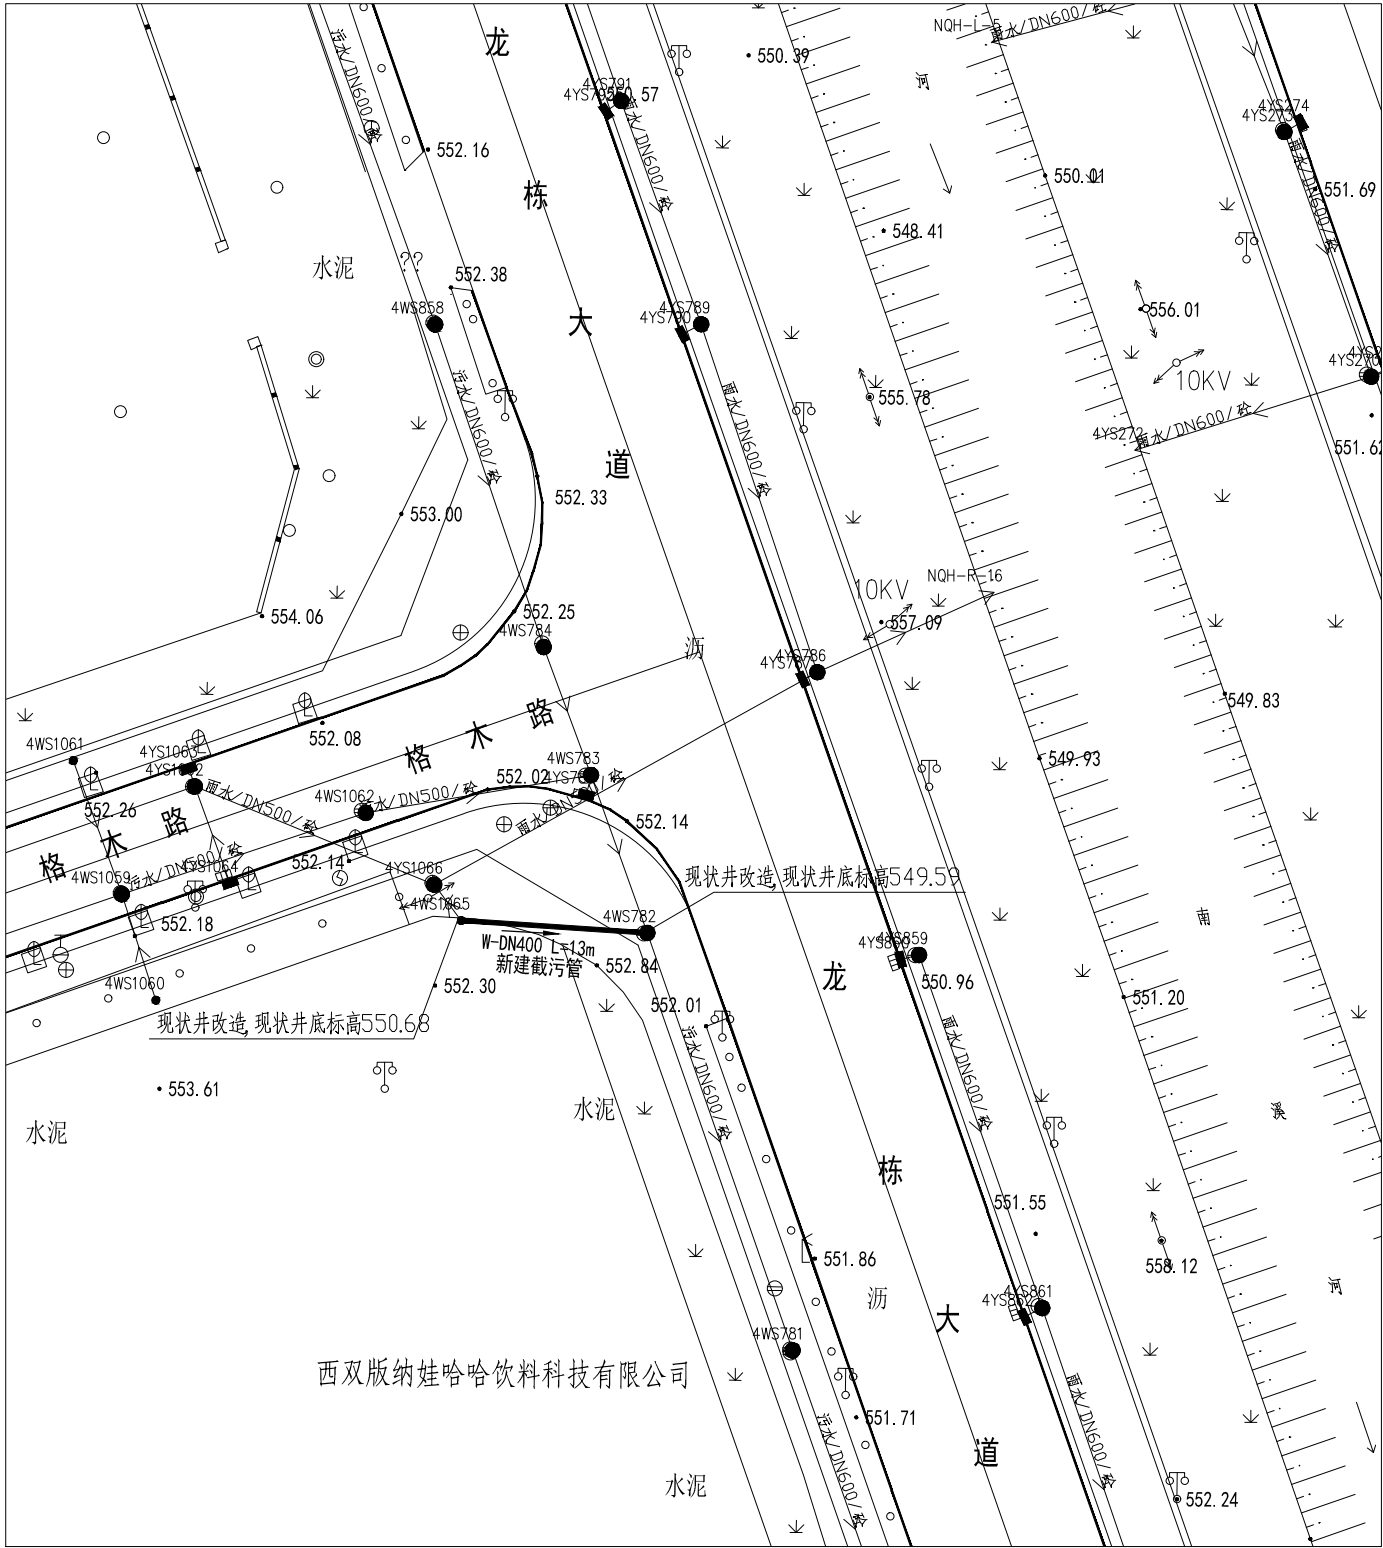 NQH-L-5
雨水/DN600/砼
龙
污水/DN600/砼
550.39
河
4YS791
550.57
雨水/DN600/砼
4YS274
4YS273
552.16
550.01
551.69
雨水/DN600/砼
栋
548.41
水泥
??
552.38
4WS858
4YS789
4YS790
大
556.01
10KV
4YS270
555.78
污水/DN600/砼
雨水/DN600/砼
雨水/DN600/砼
4YS272
551.62
道
552.33
553.00
NQH-R-16
10KV
554.06
552.25
557.09
4WS784
沥
4YS786
4YS787
549.83
552.08
格木路
4WS1061
4YS1063
549.93
4WS783
552.02
552.26
雨水/DN500/砼
4WS1062
污水/DN500/砼
552.14
格木路
552.14
4WS1059
污水/DN500/砼
4YS1064
4YS1066
现状井改造,现状井底标高549.59
4WS1065
552.18
4WS782
W-DN400 L=13m
新建截污管
南
4YS859
4YS860
龙
552.84
550.96
4WS1060
552.30
552.01
551.20
现状井改造,现状井底标高550.68
污水/DN600/砼
雨水/DN600/砼
553.61
水泥
水泥
溪
栋
551.55
551.86
558.12
沥
河
4YS861
4YS862
大
4WS781
西双版纳娃哈哈饮料科技有限公司
551.71
污水/DN600/砼
雨水/DN600/砼
道
水泥
552.24